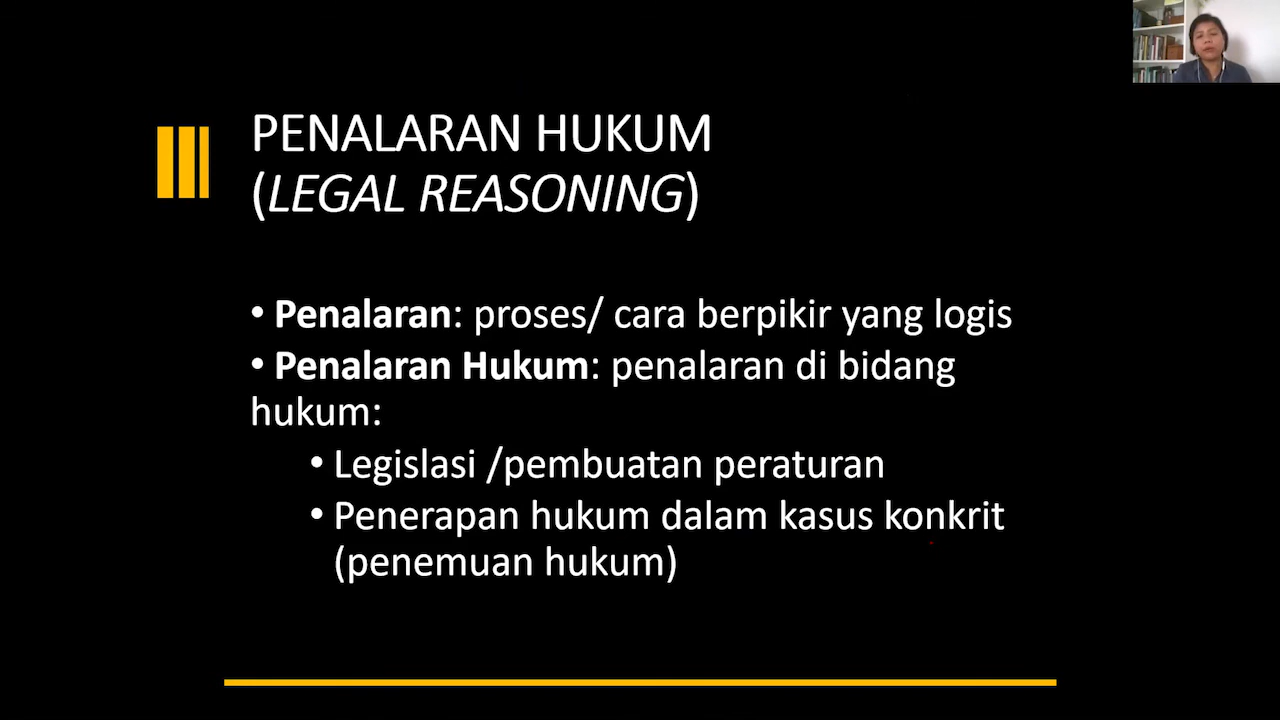 PENALARAN HUKUM
(LEGAL REASONING)
• Penalaran: proses/ cara berpikir yang logis
• Penalaran Hukum: penalaran di bidang
hukum:
• Legislasi /pembuatan peraturan
• Penerapan hukum dalam kasus konkrit
(penemuan hukum)